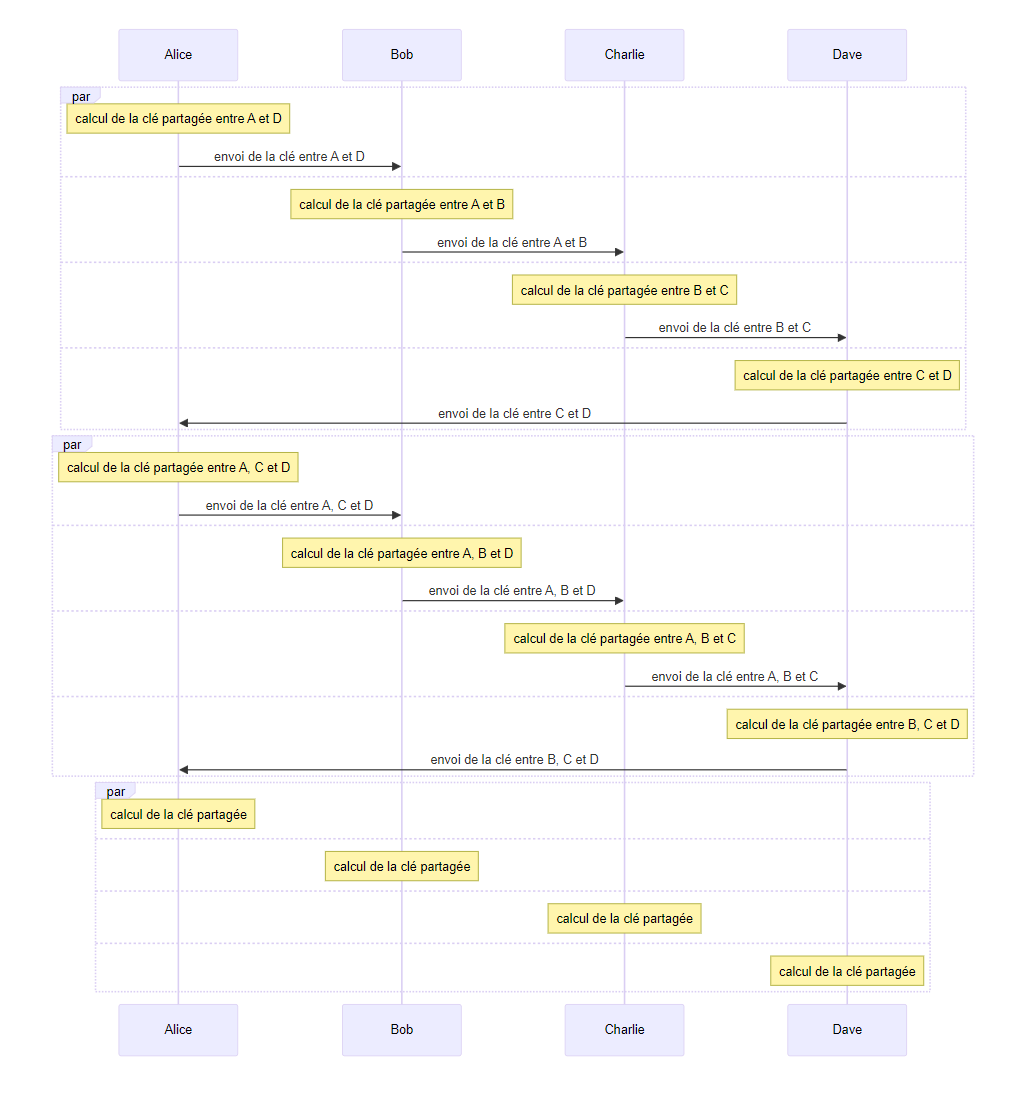 Alice
Bob
Charlie
Dave
par
calcul de la clé partagée entre A et D
envoi de la clé entre A et D
calcul de la clé partagée entre A et B
envoi de la clé entre A et B
calcul de la clé partagée entre B et C
envoi de la clé entre B et C
calcul de la clé partagée entre C et D
envoi de la clé entre C et D
par
calcul de la clé partagée entre A, C et D
envoi de la clé entre A, C et D
calcul de la clé partagée entre A, B et D
envoi de la clé entre A, B et D
calcul de la clé partagée entre A, B et C
envoi de la clé entre A, B et C
calcul de la clé partagée entre B, C et D
envoi de la clé entre B, C et D
par
calcul de la clé partagée
calcul de la clé partagée
calcul de la clé partagée
calcul de la clé partagée
Alice
Bob
Charlie
Dave